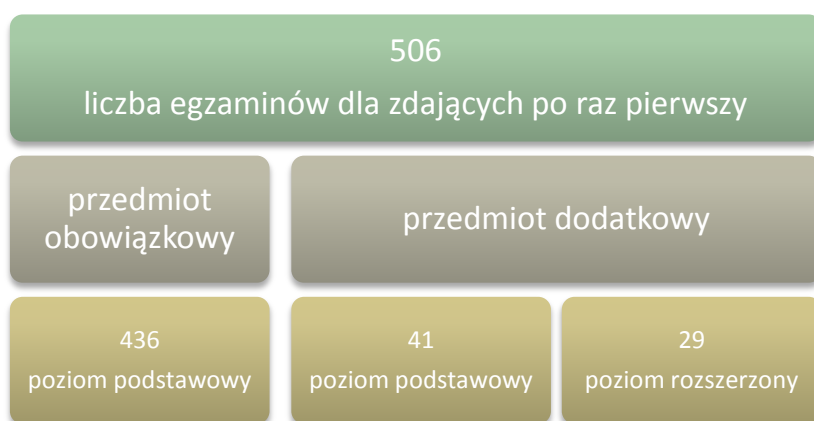 506
liczba egzaminów dla zdających po raz pierwszy
przedmiot
obowiązkowy
przedmiot dodatkowy
436
poziom podstawowy
41
poziom podstawowy
29
poziom rozszerzony